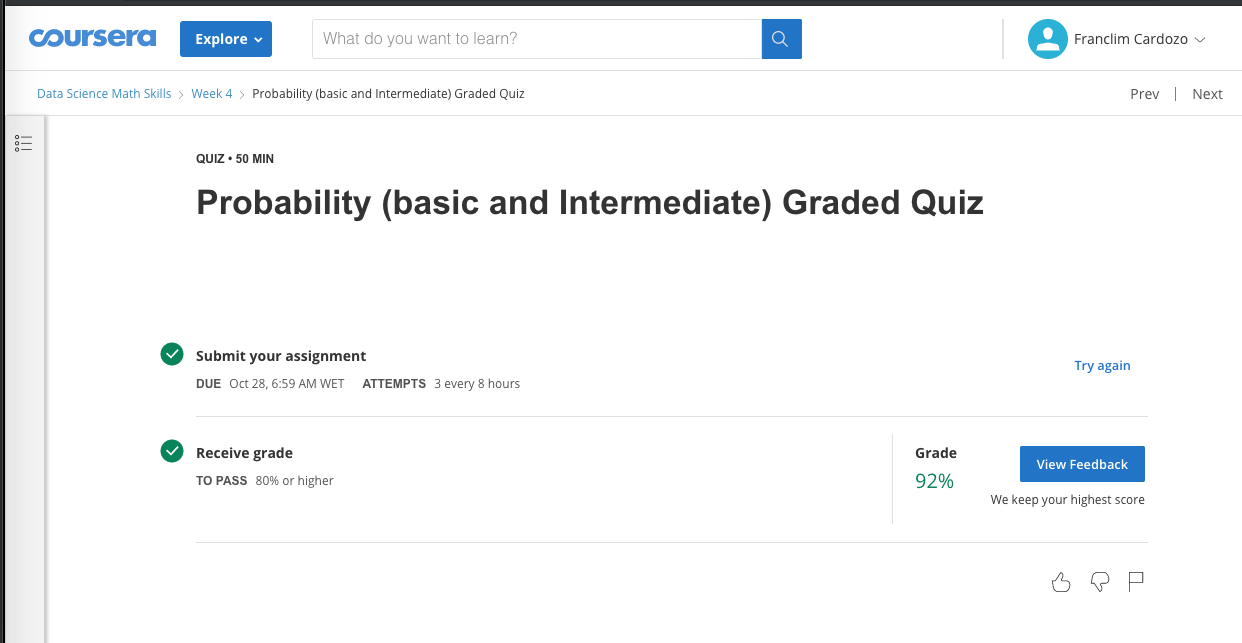 coursera
Explore
What do you want to learn?
Franclim Cardozo
Data Science Math Skills > Week 4 > Probability (basic and Intermediate) Graded Quiz
Prev | Next
QUIZ • 50 MIN
Probability (basic and Intermediate) Graded Quiz
Submit your assignment
DUE Oct 28, 6:59 AM WET ATTEMPTS 3 every 8 hours
Try again
Receive grade
TO PASS 80% or higher
Grade
92%
View Feedback
We keep your highest score